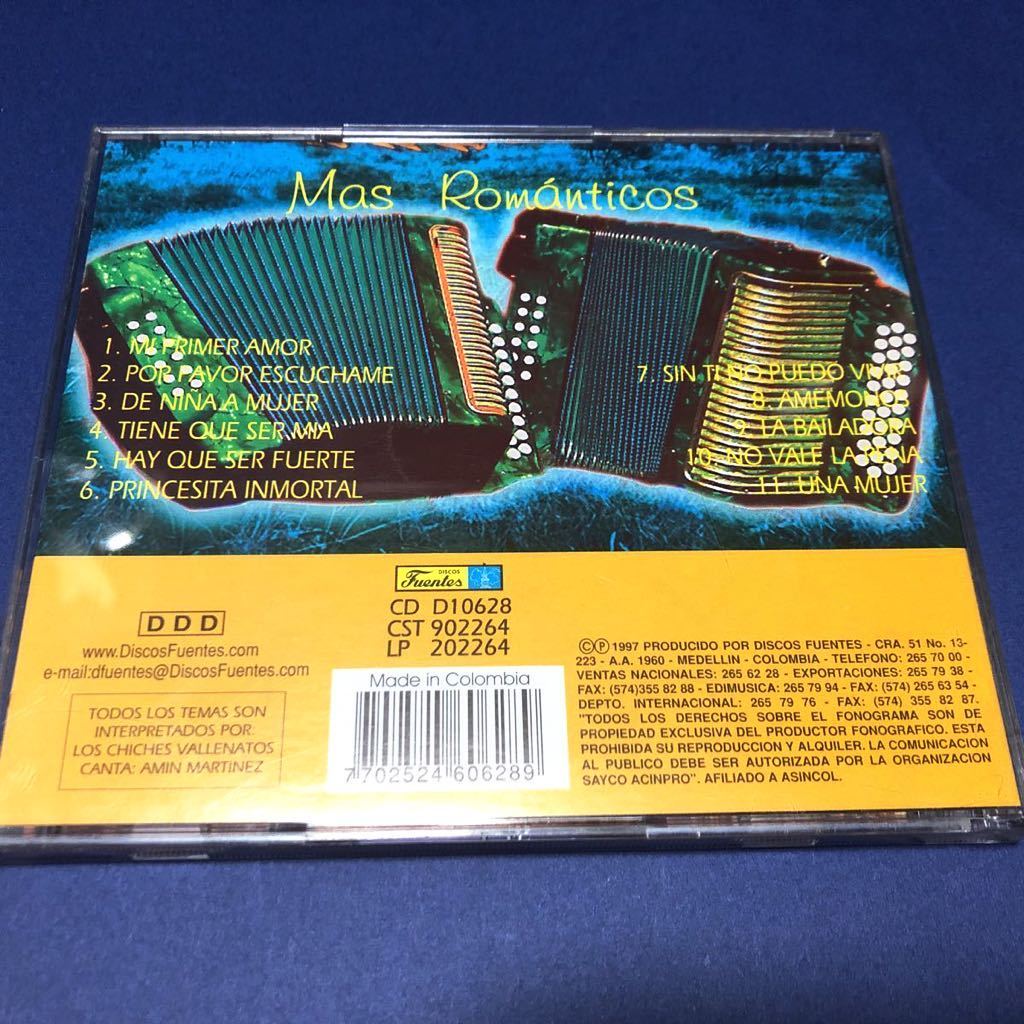 Mas Románticos
1. MI PRIMER AMOR
2. POR FAVOR ESCUCHAME
3. DE NIÑA A MUJER
4. TIENE QUE SER MIA
5. HAY QUE SER FUERTE
6. PRINCESITA INMORTAL
7. SIN TI NO PUEDO VIVIR
8. AMEMONOS
9. LA BAILADORA
10. NO VALE LA PENA
11. UNA MUJER
DISCOS
Fuentes
CD D10628
CST 902264
LP 202264
DDD
www.DiscosFuentes.com
e-mail:dfuentes@DiscosFuentes.com
TODOS LOS TEMAS SON
INTERPRETADOS POR:
LOS CHICHES VALLENATOS
CANTA: AMIN MARTINEZ
Made in Colombia
7 702524 606289
©℗ 1997 PRODUCIDO POR DISCOS FUENTES - CRA. 51 No. 13-
223 - A.A. 1960 - MEDELLIN - COLOMBIA - TELEFONO: 265 70 00 -
VENTAS NACIONALES: 265 62 28 - EXPORTACIONES: 265 79 38 -
FAX: (574)355 82 88 - EDIMUSICA: 265 79 94 - FAX: (574) 265 63 54 -
DEPTO. INTERNACIONAL: 265 79 76 - FAX: (574) 355 82 87.
"TODOS LOS DERECHOS SOBRE EL FONOGRAMA SON DE
PROPIEDAD EXCLUSIVA DEL PRODUCTOR FONOGRAFICO. ESTA
PROHIBIDA SU REPRODUCCION Y ALQUILER. LA COMUNICACION
AL PUBLICO DEBE SER AUTORIZADA POR LA ORGANIZACION
SAYCO ACINPRO". AFILIADO A ASINCOL.